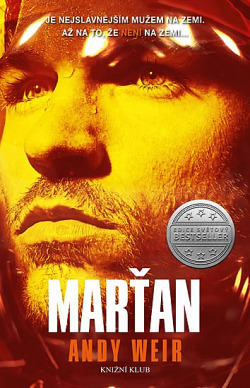 JE NEJSLAVNĚJŠÍM MUŽEM NA ZEMI.
AŽ NA TO, ŽE NENÍ NA ZEMI...
EDICE SVĚTOVÝ
BESTSELLER
MARŤAN
ANDY WEIR
KNIŽNÍ KLUB